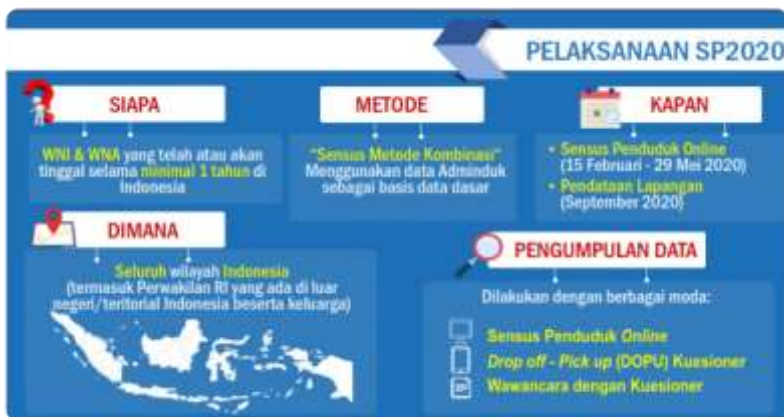 PELAKSANAAN SP2020
SIAPA
WNI & WNA yang telah atau akan
tinggal selama minimal 1 tahun di
Indonesia
METODE
"Sensus Metode Kombinasi"
Menggunakan data Adminduk
sebagai basis data dasar
KAPAN
• Sensus Penduduk Online
(15 Februari - 29 Mei 2020)
• Pendataan Lapangan
(September 2020)
DIMANA
Seluruh wilayah Indonesia
(termasuk Perwakilan RI yang ada di luar
negeri/teritorial Indonesia beserta keluarga)
PENGUMPULAN DATA
Dilakukan dengan berbagai moda:
Sensus Penduduk Online
Drop off - Pick up (DOPU) Kuesioner
Wawancara dengan Kuesioner